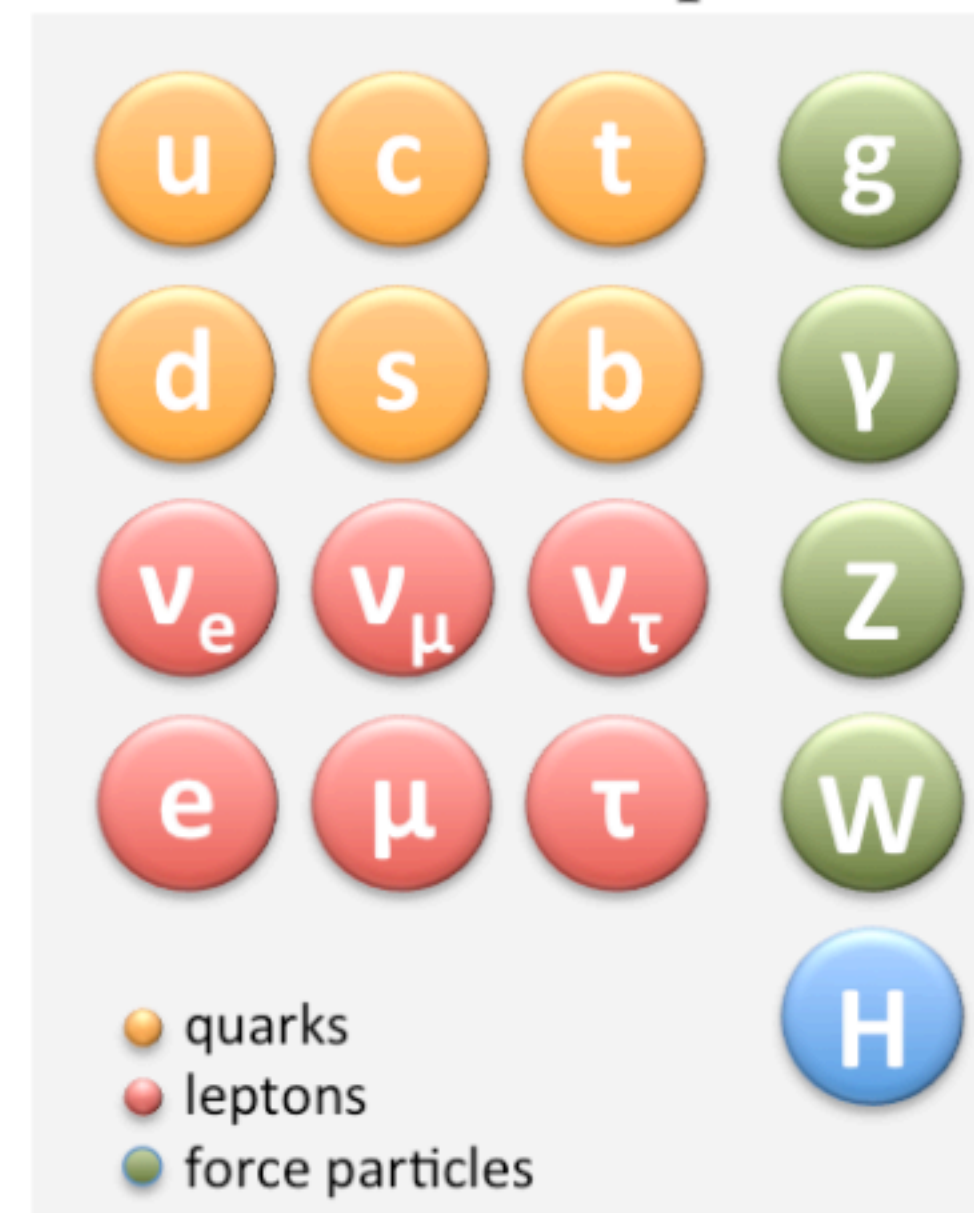 u c t g
d s b γ
νe νμ ντ Z
e μ τ W
H
quarks
leptons
force particles